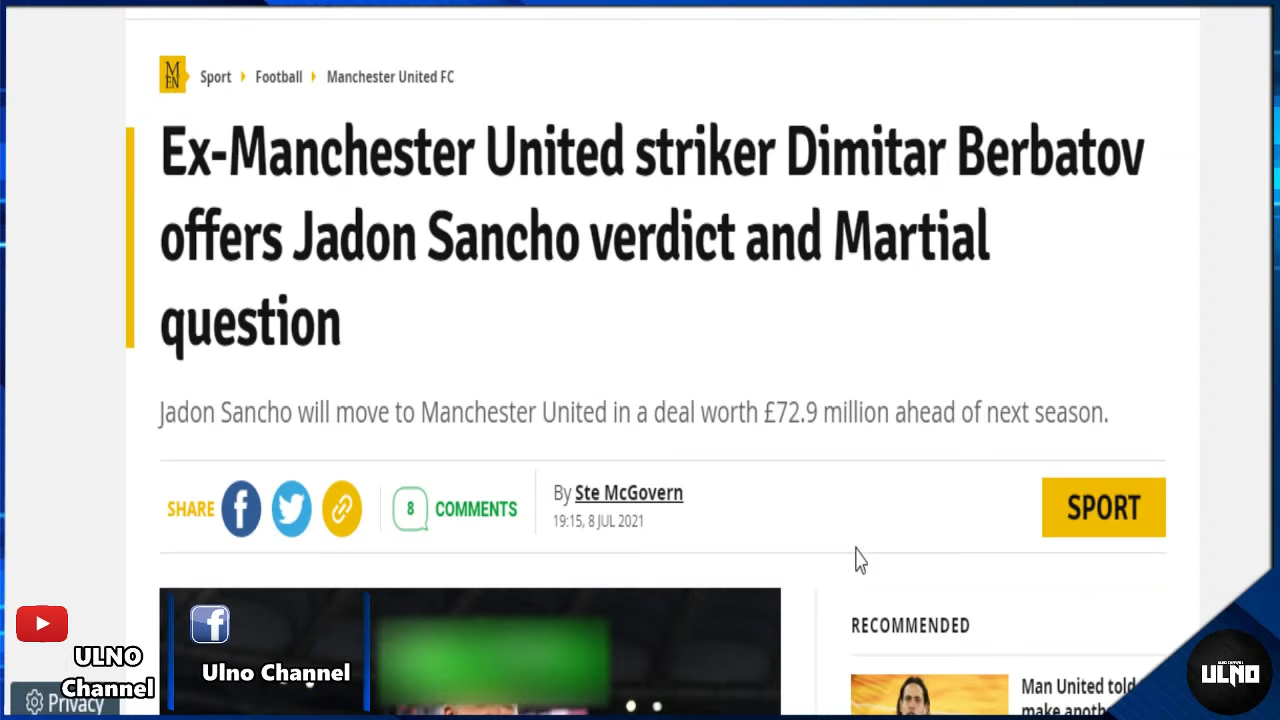 MEN
Sport
Football
Manchester United FC
Ex-Manchester United striker Dimitar Berbatov
offers Jadon Sancho verdict and Martial
question
Jadon Sancho will move to Manchester United in a deal worth £72.9 million ahead of next season.
SHARE
8
COMMENTS
By Ste McGovern
19:15, 8 JUL 2021
SPORT
RECOMMENDED
Man United told
make anoth
ULNO
Channel
Privacy
Ulno Channel
ULNO